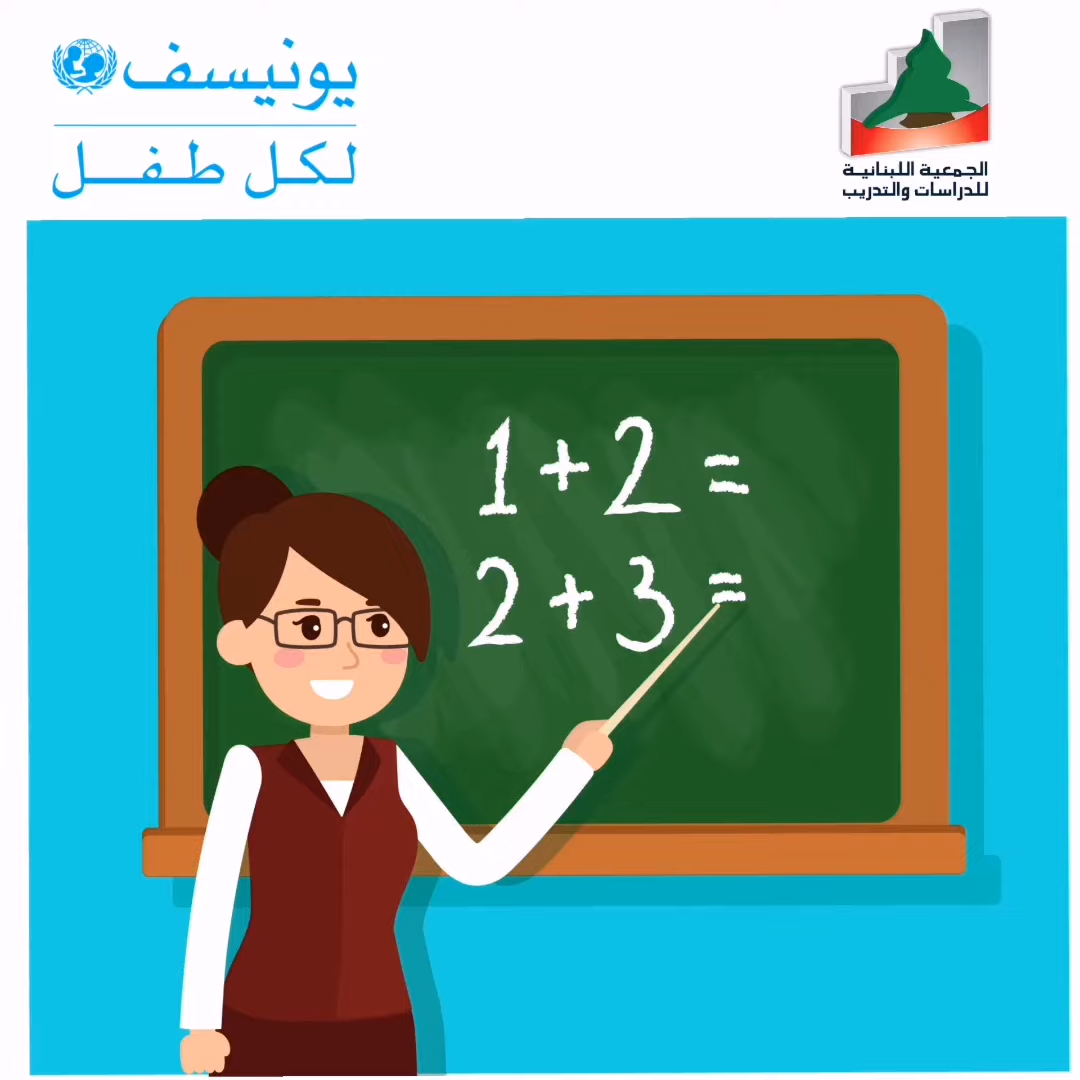 يونيسف
لكل طفل
الجمعية اللبنانية
للدراسات والتدريب
1 + 2 =
2 + 3 =